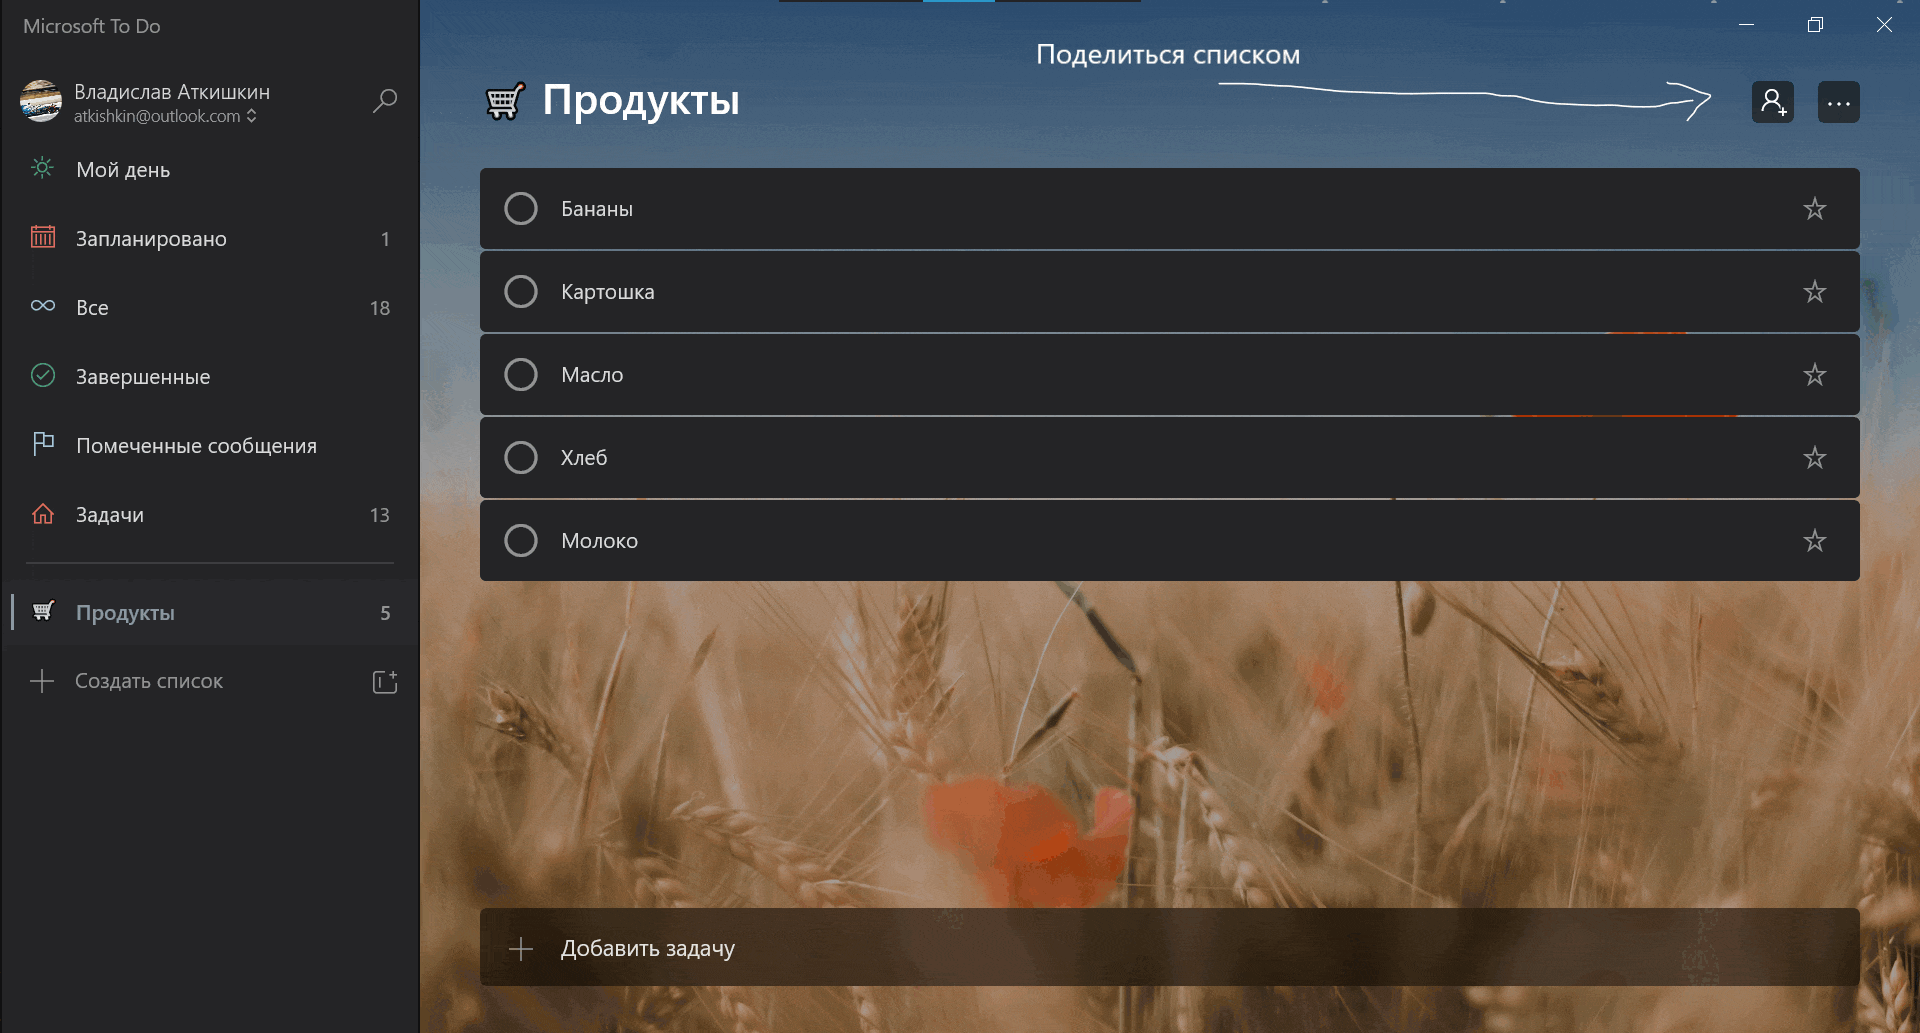 Microsoft To Do
Владислав Аткишкин
atkishkin@outlook.com
Мой день
Запланировано 1
Все 18
Завершенные
Помеченные сообщения
Задачи 13
Продукты 5
Создать список
Поделиться списком
Продукты
Бананы
Картошка
Масло
Хлеб
Молоко
Добавить задачу